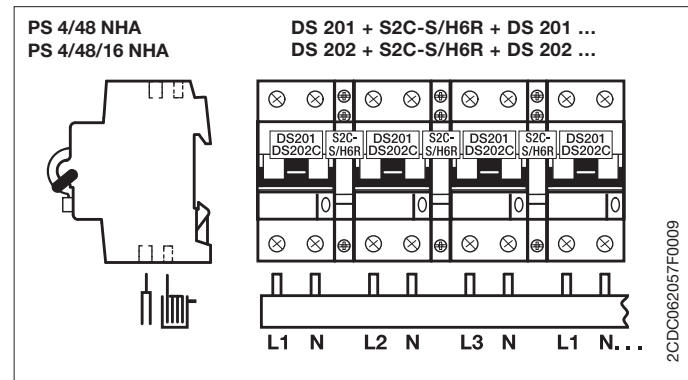 PS 4/48 NHA
PS 4/48/16 NHA
DS 201 + S2C-S/H6R + DS 201 ...
DS 202 + S2C-S/H6R + DS 202 ...
DS201 S2C- DS201 S2C- DS201 S2C- DS201
DS202C S/H6R DS202C S/H6R DS202C S/H6R DS202C
L1 N L2 N L3 N L1 N...
2CDC062057F0009